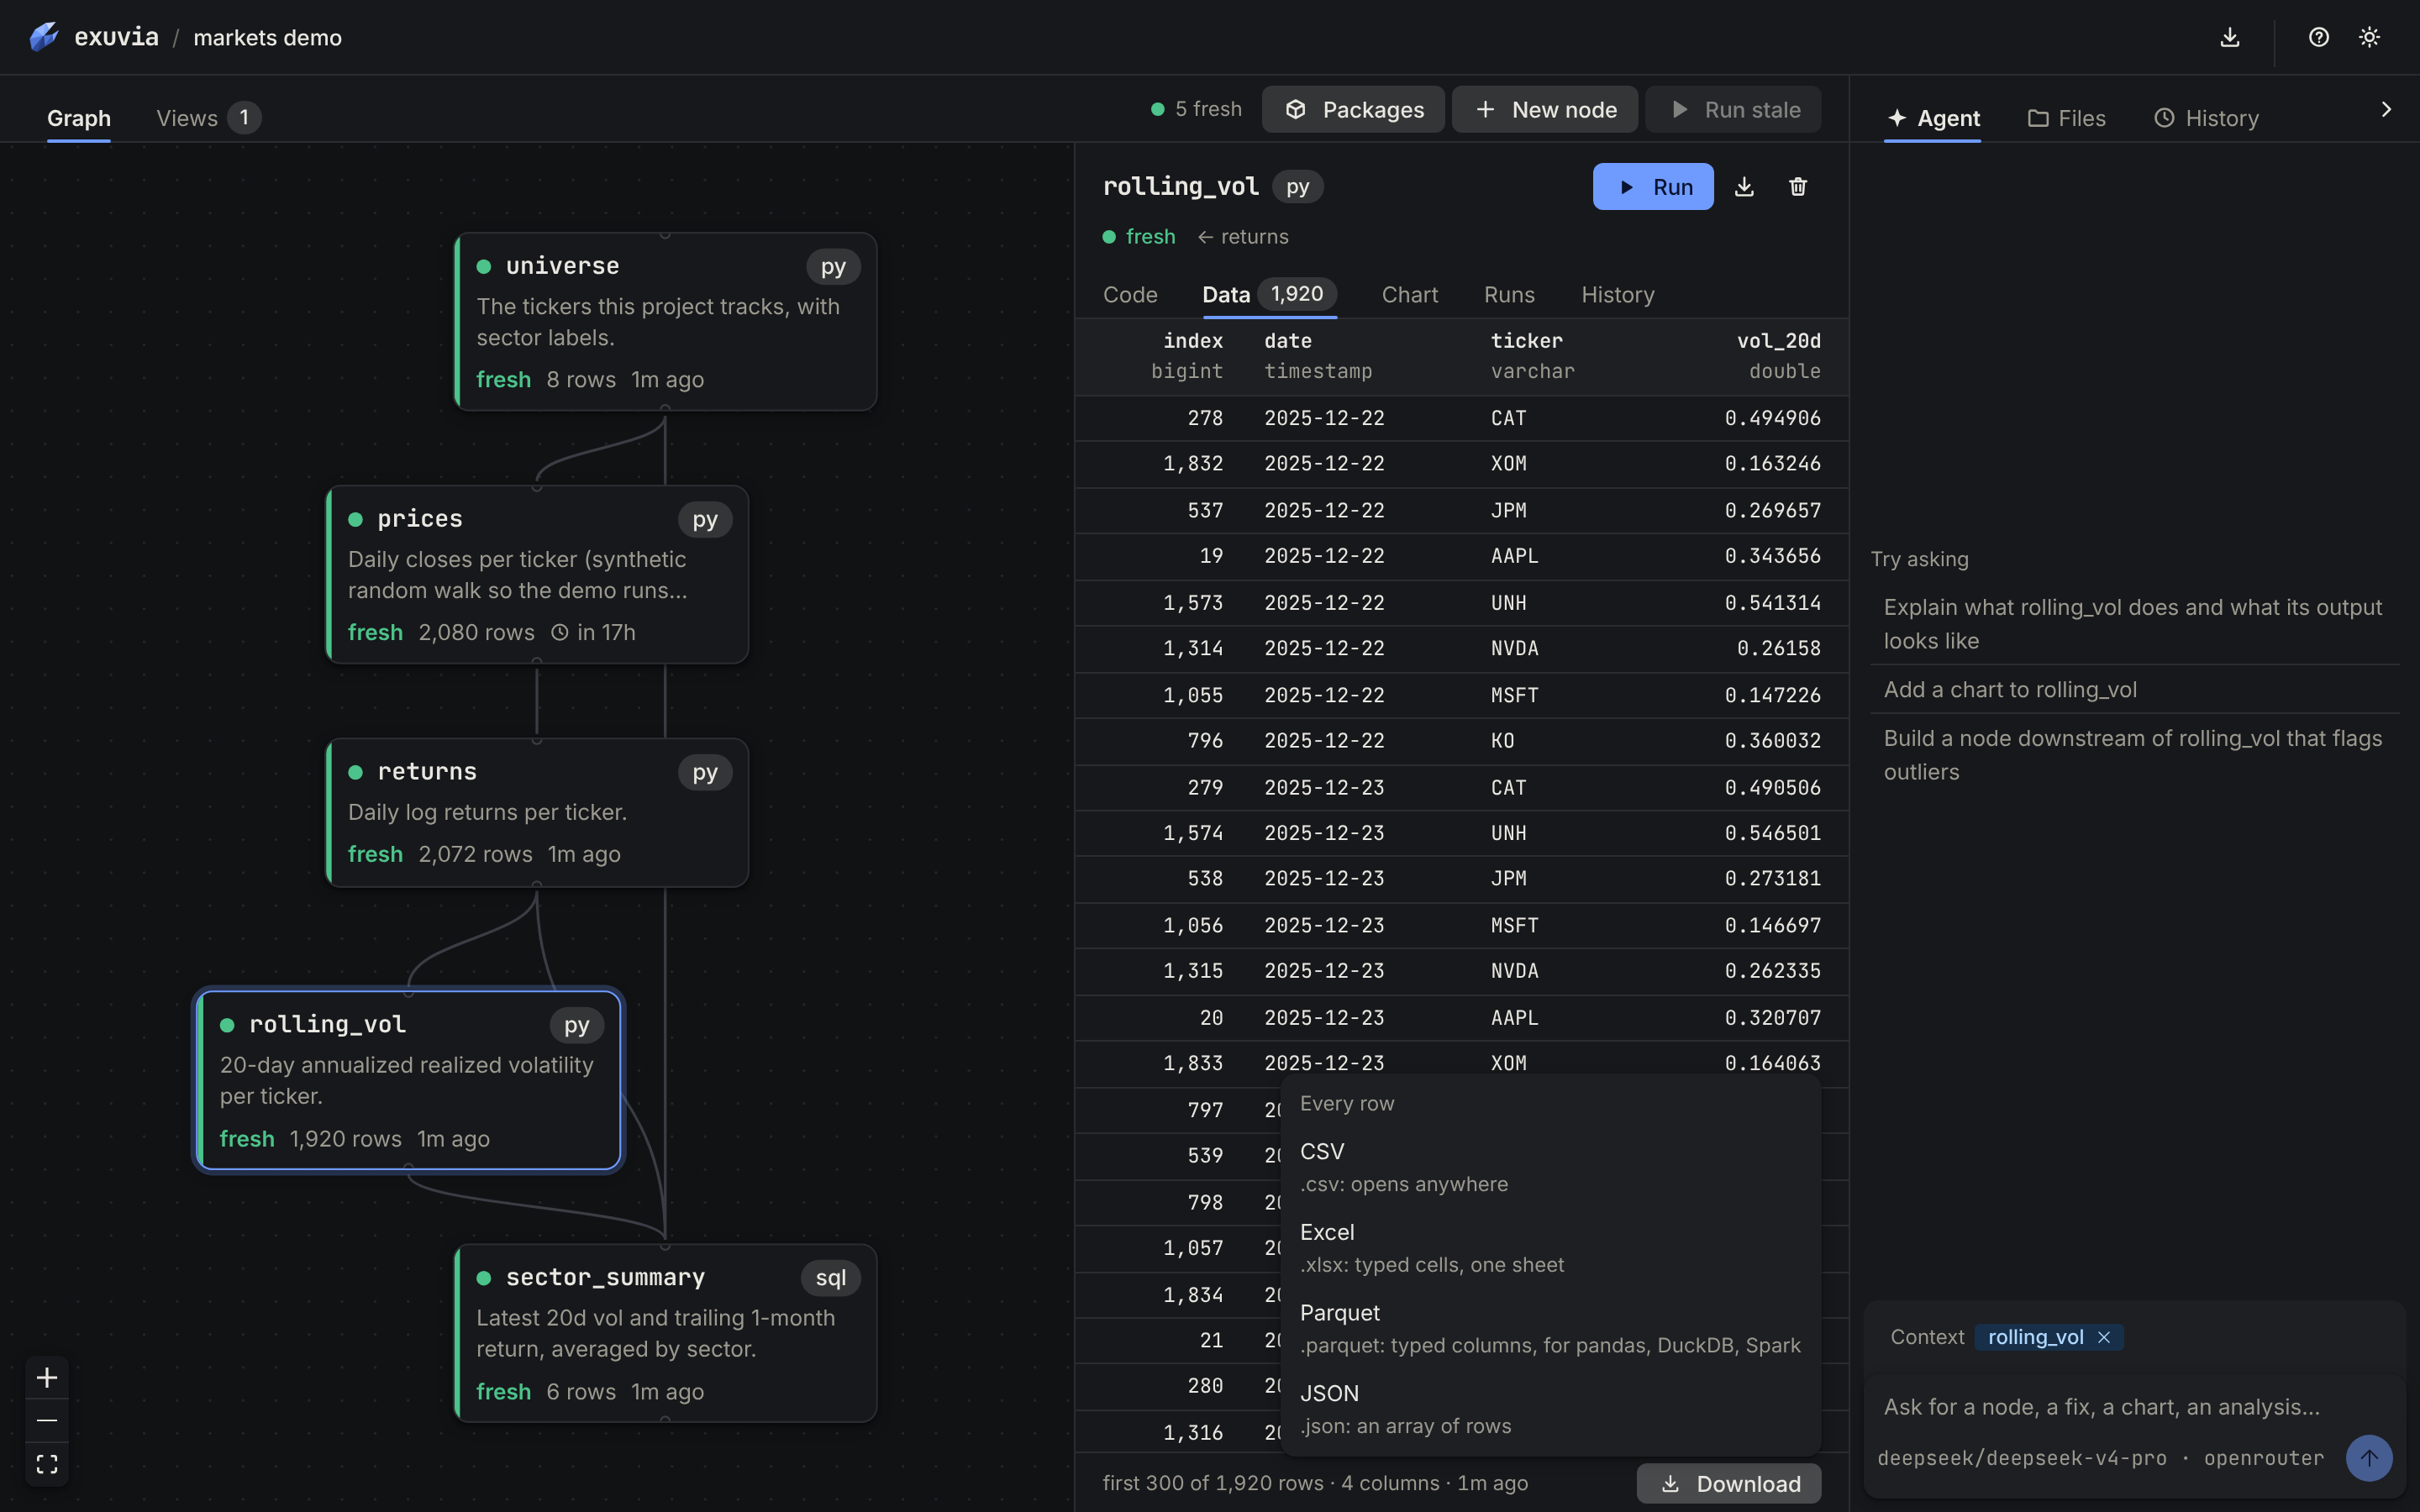 exuvia / markets demo
Graph
Views 1
5 fresh
Packages
New node
Run stale
Agent
Files
History
universe
py
The tickers this project tracks, with
sector labels.
fresh 8 rows 1m ago
prices
py
Daily closes per ticker (synthetic
random walk so the demo runs...
fresh 2,080 rows in 17h
returns
py
Daily log returns per ticker.
fresh 2,072 rows 1m ago
rolling_vol
py
20-day annualized realized volatility
per ticker.
fresh 1,920 rows 1m ago
sector_summary
sql
Latest 20d vol and trailing 1-month
return, averaged by sector.
fresh 6 rows 1m ago
rolling_vol py
Run
fresh ← returns
Code
Data 1,920
Chart
Runs
History
index date ticker vol_20d
bigint timestamp varchar double
278 2025-12-22 CAT 0.494906
1,832 2025-12-22 XOM 0.163246
537 2025-12-22 JPM 0.269657
19 2025-12-22 AAPL 0.343656
1,573 2025-12-22 UNH 0.541314
1,314 2025-12-22 NVDA 0.26158
1,055 2025-12-22 MSFT 0.147226
796 2025-12-22 KO 0.360032
279 2025-12-23 CAT 0.490506
1,574 2025-12-23 UNH 0.546501
538 2025-12-23 JPM 0.273181
1,056 2025-12-23 MSFT 0.146697
1,315 2025-12-23 NVDA 0.262335
20 2025-12-23 AAPL 0.320707
1,833 2025-12-23 XOM 0.164063
797
539
798
1,057
1,834
21
280
1,316
Every row
CSV
.csv: opens anywhere
Excel
.xlsx: typed cells, one sheet
Parquet
.parquet: typed columns, for pandas, DuckDB, Spark
JSON
.json: an array of rows
first 300 of 1,920 rows · 4 columns · 1m ago
Download
Try asking
Explain what rolling_vol does and what its output
looks like
Add a chart to rolling_vol
Build a node downstream of rolling_vol that flags
outliers
Context rolling_vol ×
Ask for a node, a fix, a chart, an analysis...
deepseek/deepseek-v4-pro · openrouter